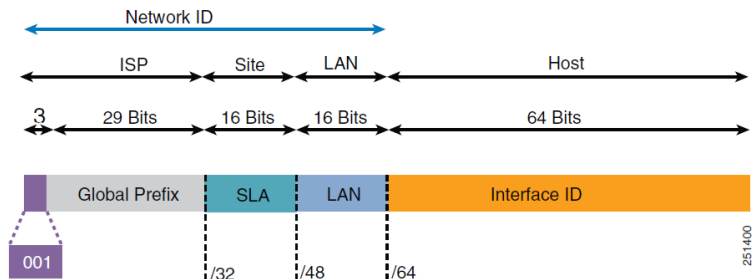 Network ID
ISP Site LAN Host
3 29 Bits 16 Bits 16 Bits 64 Bits
Global Prefix SLA LAN Interface ID
001 /32 /48 /64
251400